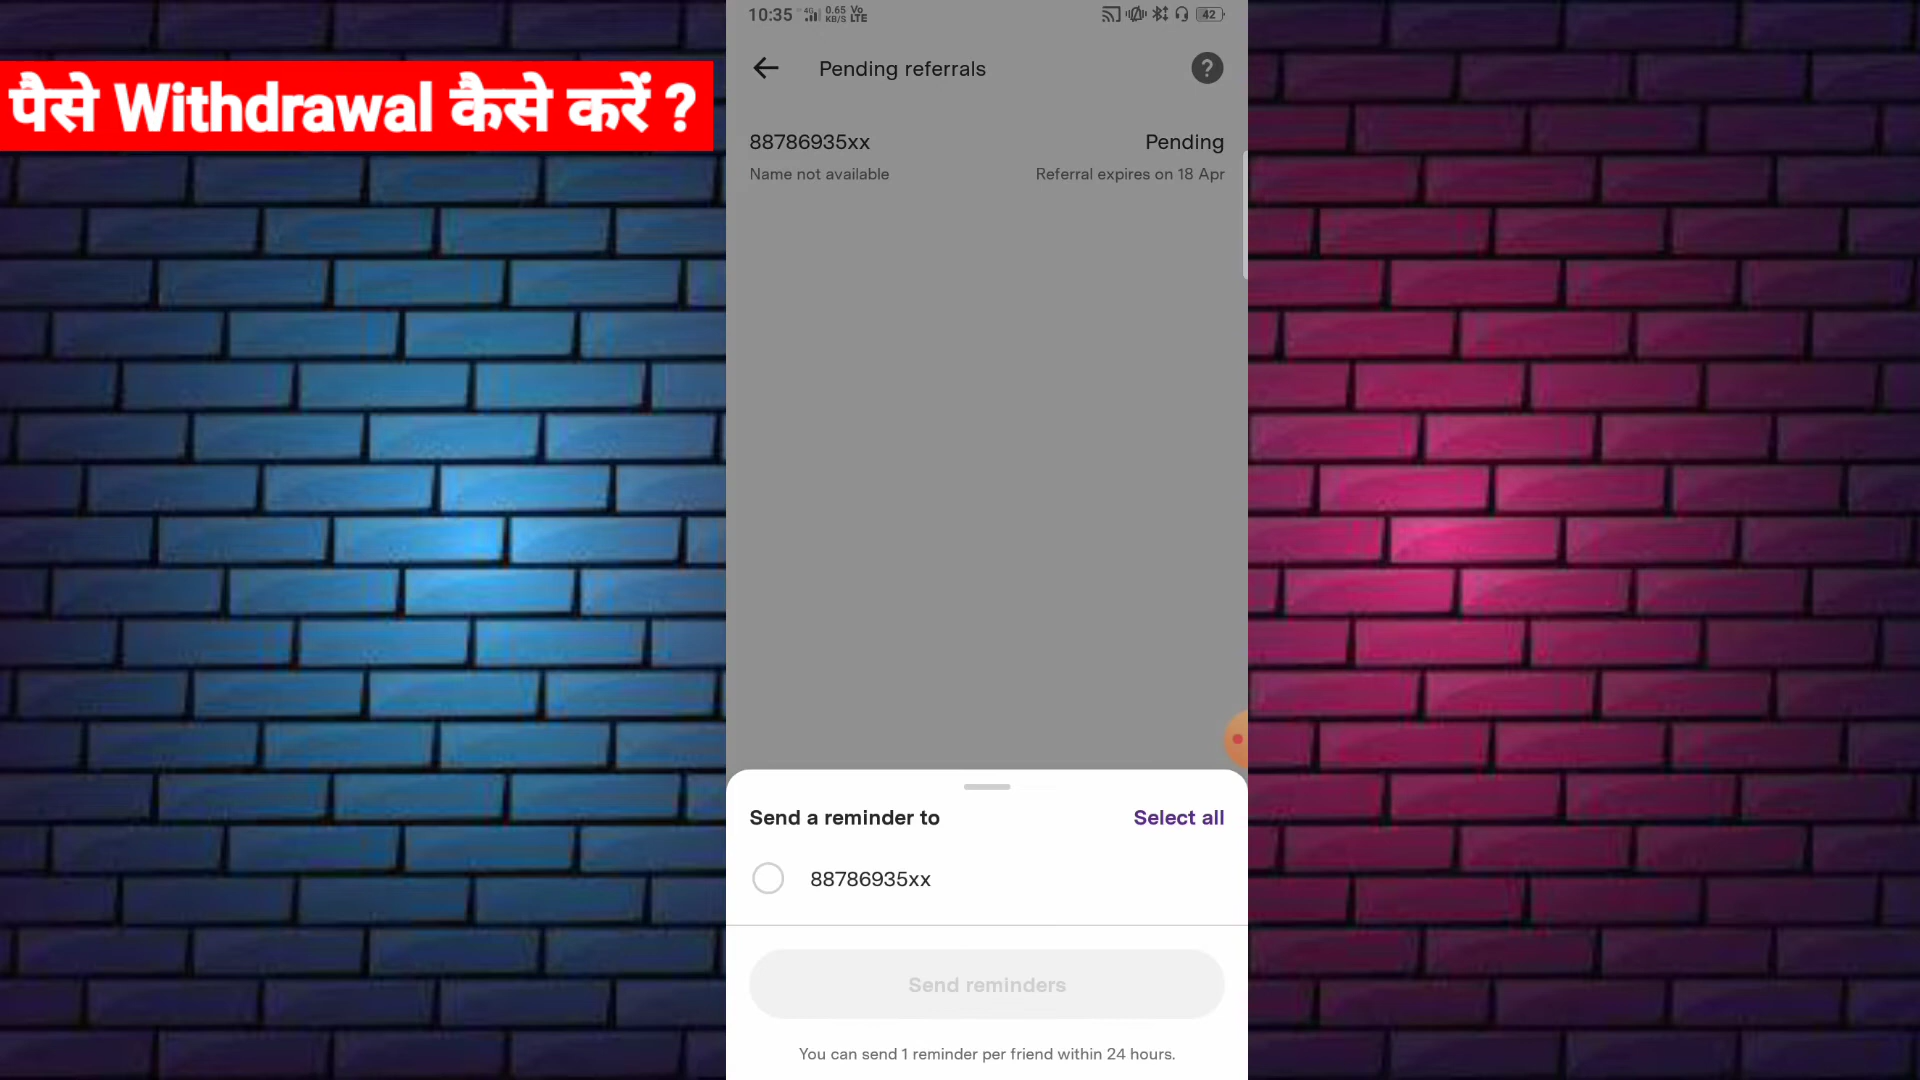 पैसे Withdrawal कैसे करें ?
10:35 4G 0.65 KB/S Vo LTE 42
Pending referrals ?
88786935xx Pending
Name not available Referral expires on 18 Apr
Send a reminder to Select all
88786935xx
Send reminders
You can send 1 reminder per friend within 24 hours.